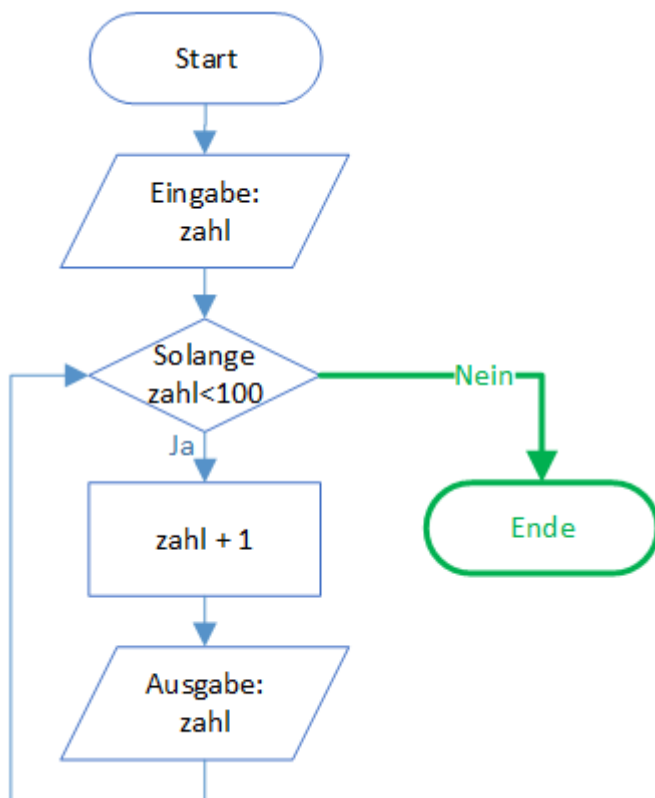 Start
Eingabe:
zahl
Solange
zahl<100
Nein
Ja
zahl + 1
Ende
Ausgabe:
zahl